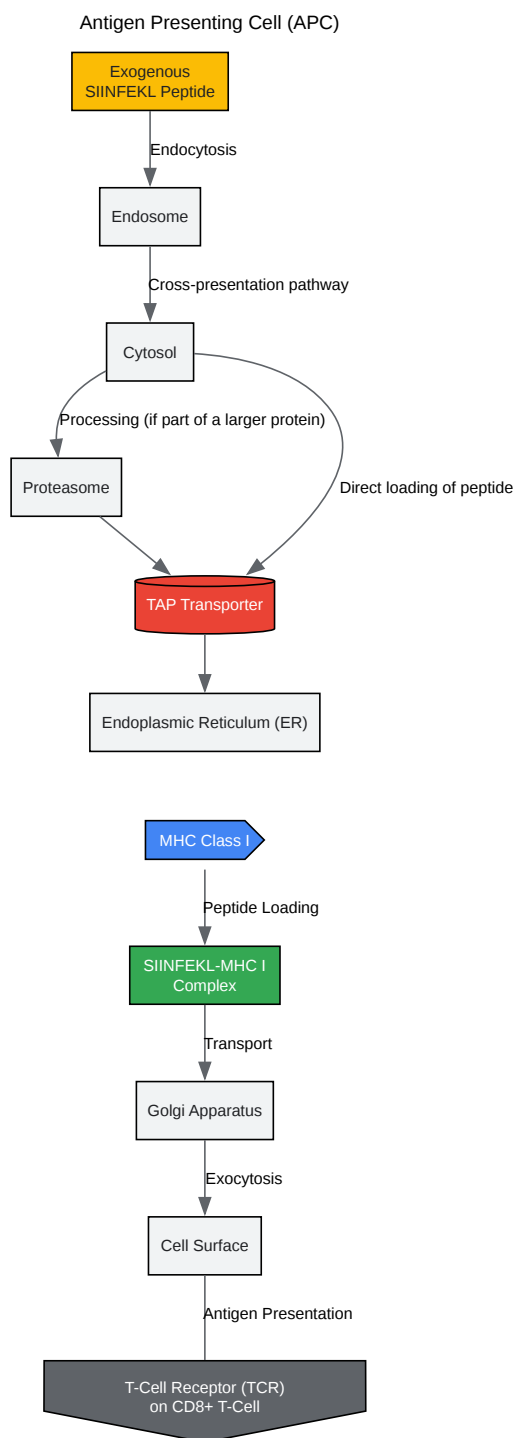 Antigen Presenting Cell (APC)
Exogenous
SIINFEKL Peptide
Endocytosis
Endosome
Cross-presentation pathway
Cytosol
Processing (if part of a larger protein)
Proteasome
Direct loading of peptide
TAP Transporter
Endoplasmic Reticulum (ER)
MHC Class I
Peptide Loading
SIINFEKL-MHC I
Complex
Transport
Golgi Apparatus
Exocytosis
Cell Surface
Antigen Presentation
T-Cell Receptor (TCR)
on CD8+ T-Cell